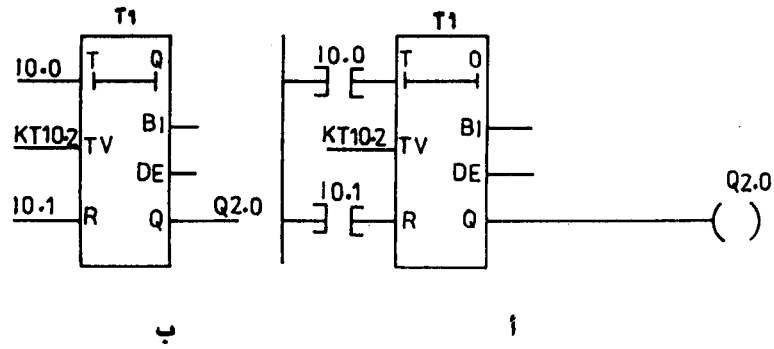 T1
T1
I0.0
T
Q
I0.0
T
0
KT10·2
TV
BI
KT10·2
TV
BI
DE
DE
I0.1
R
Q
Q2.0
I0.1
R
Q
Q2.0
( )
ب
أ